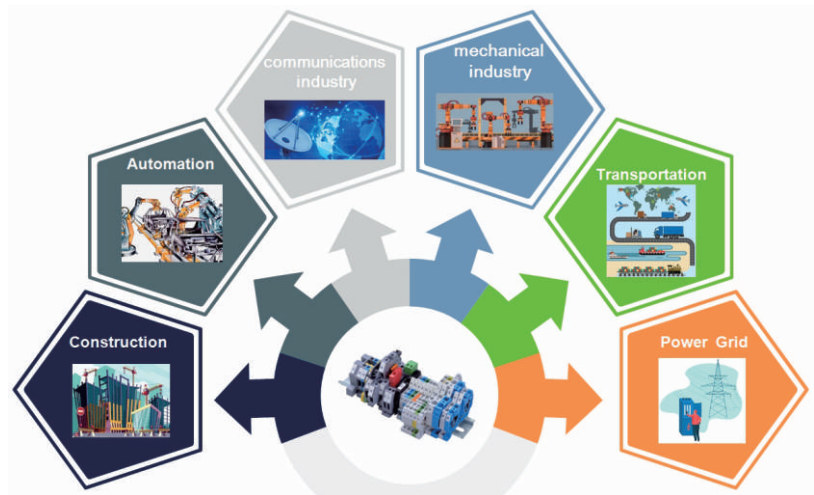 communications
industry
mechanical
industry
Automation
Transportation
Construction
Power Grid